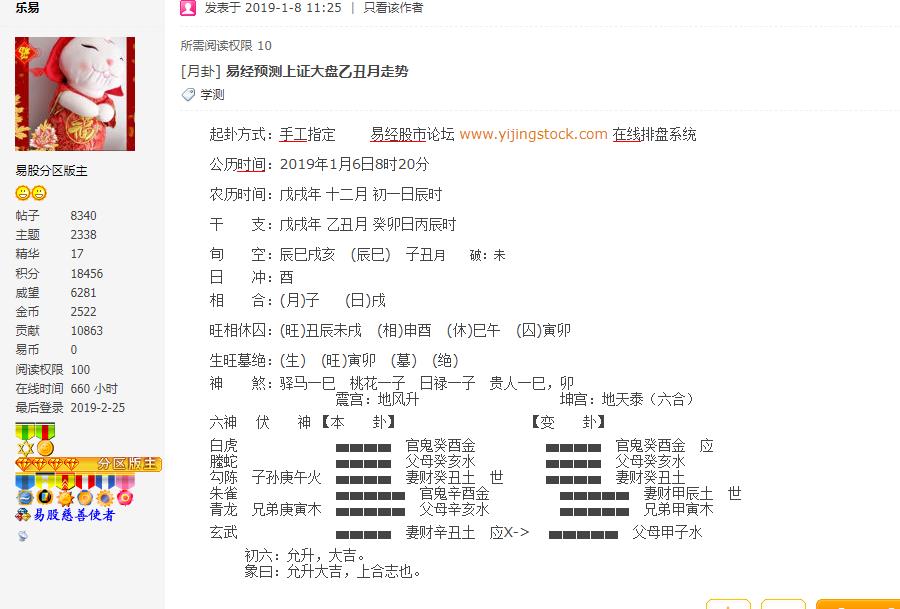 乐易
发表于 2019-1-8 11:25 | 只看该作者
所需阅读权限 10
[月卦] 易经预测上证大盘乙丑月走势
学测
易股分区版主
帖子 8340
主题 2338
精华 17
积分 18456
威望 6281
金币 2522
贡献 10863
易币 0
阅读权限 100
在线时间 660 小时
最后登录 2019-2-25
分区版主
易股慈善使者
起卦方式：手工指定 易经股市论坛 www.yijingstock.com 在线排盘系统
公历时间：2019年1月6日8时20分
农历时间：戊戌年 十二月 初一日辰时
干 支：戊戌年 乙丑月 癸卯日丙辰时
旬 空：辰巳戌亥 (辰巳) 子丑月 破：未
日 冲：酉
相 合：(月)子 (日)戌
旺相休囚：(旺)丑辰未戌 (相)申酉 (休)巳午 (囚)寅卯
生旺墓绝：(生) (旺)寅卯 (墓) (绝)
神 煞：驿马—巳 桃花—子 日禄—子 贵人—巳，卯
震宫：地风升 坤宫：地天泰（六合）
六神 伏 神【本 卦】 【变 卦】
白虎 官鬼癸酉金 官鬼癸酉金 应
螣蛇 父母癸亥水 父母癸亥水
勾陈 子孙庚午火 妻财癸丑土 世 妻财癸丑土
朱雀 官鬼辛酉金 妻财甲辰土 世
青龙 兄弟庚寅木 父母辛亥水 兄弟甲寅木
玄武 妻财辛丑土 应X-> 父母甲子水
初六：允升，大吉。
象曰：允升大吉，上合志也。